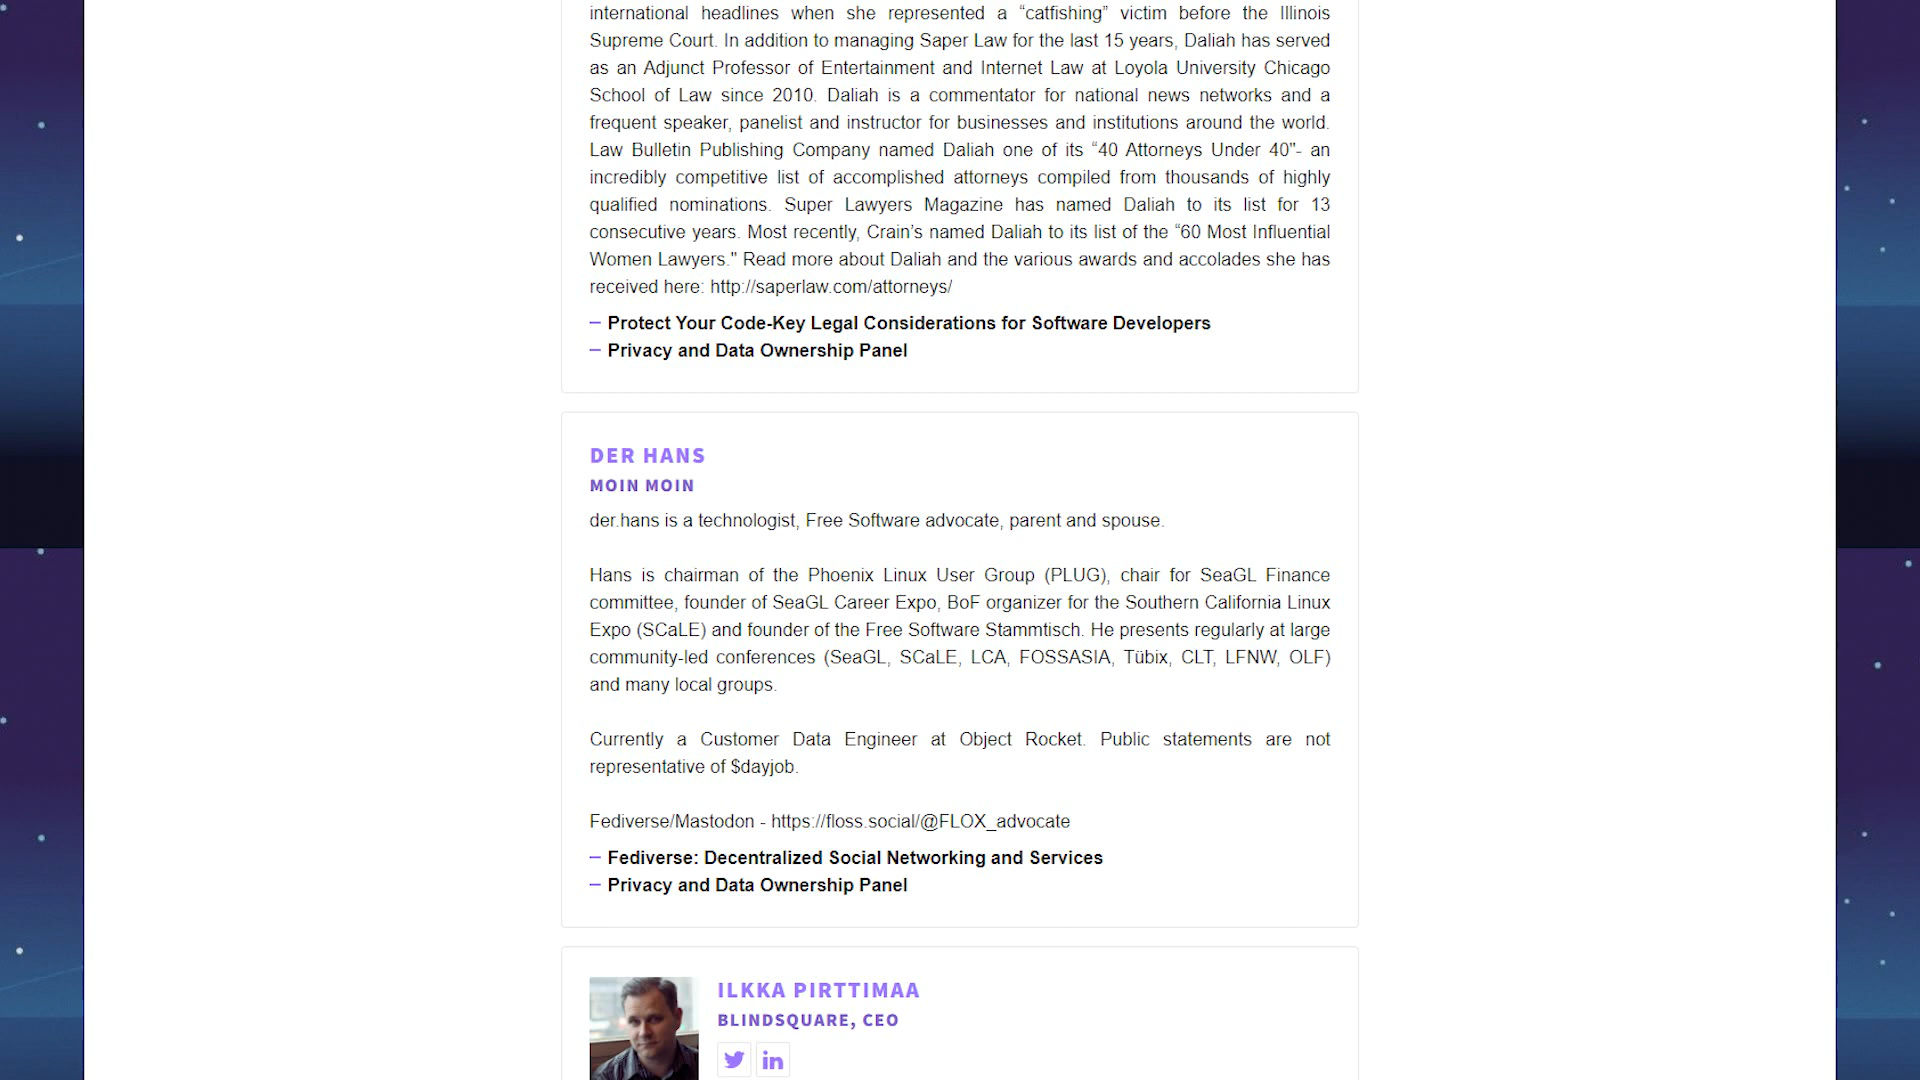 international headlines when she represented a “catfishing” victim before the Illinois
Supreme Court. In addition to managing Saper Law for the last 15 years, Daliah has served
as an Adjunct Professor of Entertainment and Internet Law at Loyola University Chicago
School of Law since 2010. Daliah is a commentator for national news networks and a
frequent speaker, panelist and instructor for businesses and institutions around the world.
Law Bulletin Publishing Company named Daliah one of its “40 Attorneys Under 40"- an
incredibly competitive list of accomplished attorneys compiled from thousands of highly
qualified nominations. Super Lawyers Magazine has named Daliah to its list for 13
consecutive years. Most recently, Crain’s named Daliah to its list of the “60 Most Influential
Women Lawyers." Read more about Daliah and the various awards and accolades she has
received here: http://saperlaw.com/attorneys/
– Protect Your Code-Key Legal Considerations for Software Developers
– Privacy and Data Ownership Panel
DER HANS
MOIN MOIN
der.hans is a technologist, Free Software advocate, parent and spouse.
Hans is chairman of the Phoenix Linux User Group (PLUG), chair for SeaGL Finance
committee, founder of SeaGL Career Expo, BoF organizer for the Southern California Linux
Expo (SCaLE) and founder of the Free Software Stammtisch. He presents regularly at large
community-led conferences (SeaGL, SCaLE, LCA, FOSSASIA, Tübix, CLT, LFNW, OLF)
and many local groups.
Currently a Customer Data Engineer at Object Rocket. Public statements are not
representative of $dayjob.
Fediverse/Mastodon - https://floss.social/@FLOX_advocate
– Fediverse: Decentralized Social Networking and Services
– Privacy and Data Ownership Panel
ILKKA PIRTTIMAA
BLINDSQUARE, CEO
in